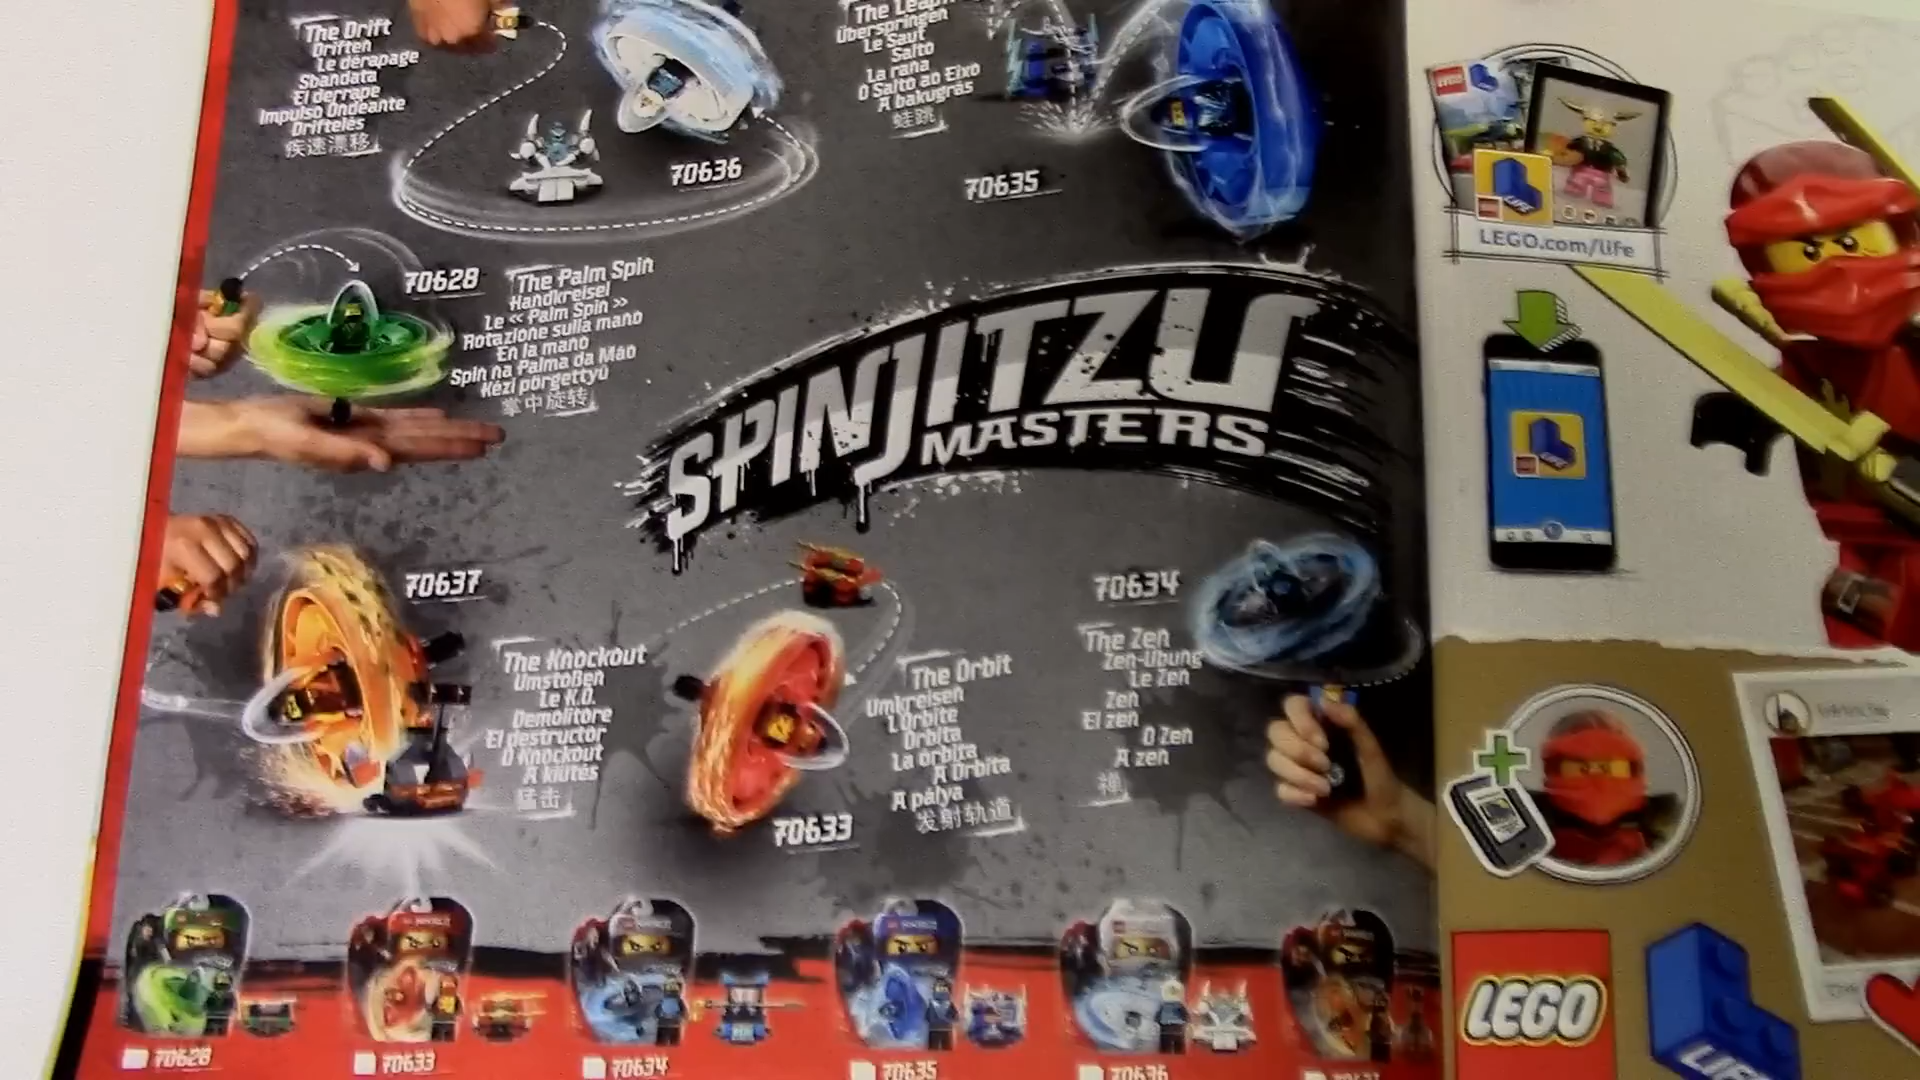 The Drift
Driften
Le dérapage
Sbandata
El derrape
Impulso Ondeante
Driftelés
疾速漂移
70636
The Leap
Überspringen
Le Saut
Salto
La rana
O Salto ao Eixo
A bakugrás
蛙跳
70635
70628
The Palm Spin
Handkreisel
Le « Palm Spin »
Rotazione sulla mano
En la mano
Spin na Palma da Mão
Kézi pörgettyű
掌中旋转
SPINJITZU
MASTERS
70637
The Knockout
Umstoßen
Le K.O.
Demolitore
El destructor
O Knockout
A kiütés
猛击
The Orbit
Umkreisen
L'Orbite
Orbita
La órbita
A Órbita
A pálya
发射轨道
70633
70634
The Zen
Zen-Übung
Le Zen
Zen
El zen
O Zen
A zen
禅
70628
70633
70634
70635
70636
LEGO
LIFE
LEGO.com/life
LIFE
LEGO
LIFE